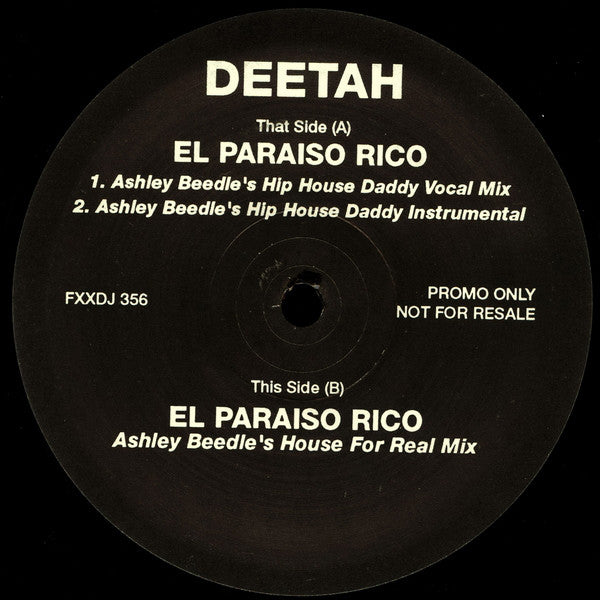 DEETAH
That Side (A)
EL PARAISO RICO
1. Ashley Beedle's Hip House Daddy Vocal Mix
2. Ashley Beedle's Hip House Daddy Instrumental
FXXDJ 356
PROMO ONLY
NOT FOR RESALE
This Side (B)
EL PARAISO RICO
Ashley Beedle's House For Real Mix